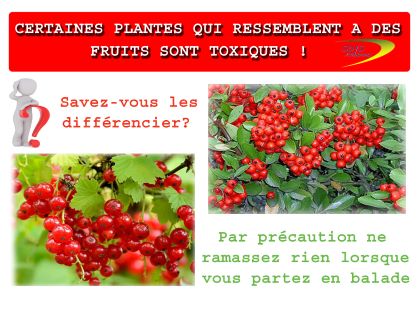 CERTAINES PLANTES QUI RESSEMBLENT A DES
FRUITS SONT TOXIQUES !
Savez-vous les
différencier?
Par précaution ne
ramassez rien lorsque
vous partez en balade